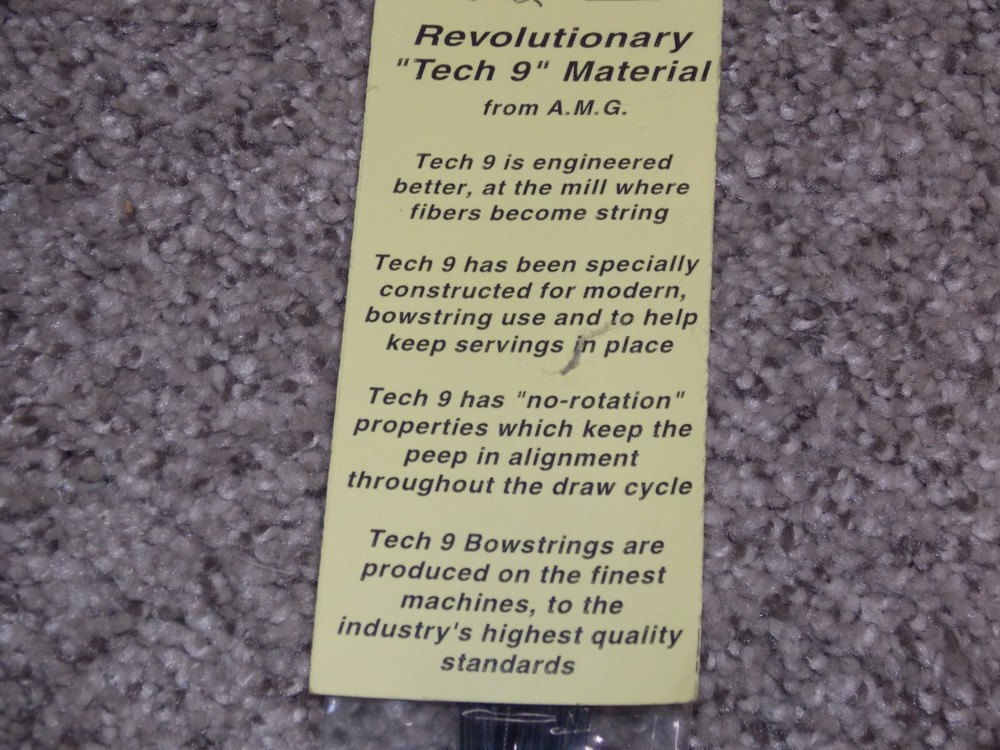 Revolutionary
"Tech 9" Material
from A.M.G.
Tech 9 is engineered
better, at the mill where
fibers become string
Tech 9 has been specially
constructed for modern,
bowstring use and to help
keep servings in place
Tech 9 has "no-rotation"
properties which keep the
peep in alignment
throughout the draw cycle
Tech 9 Bowstrings are
produced on the finest
machines, to the
industry's highest quality
standards